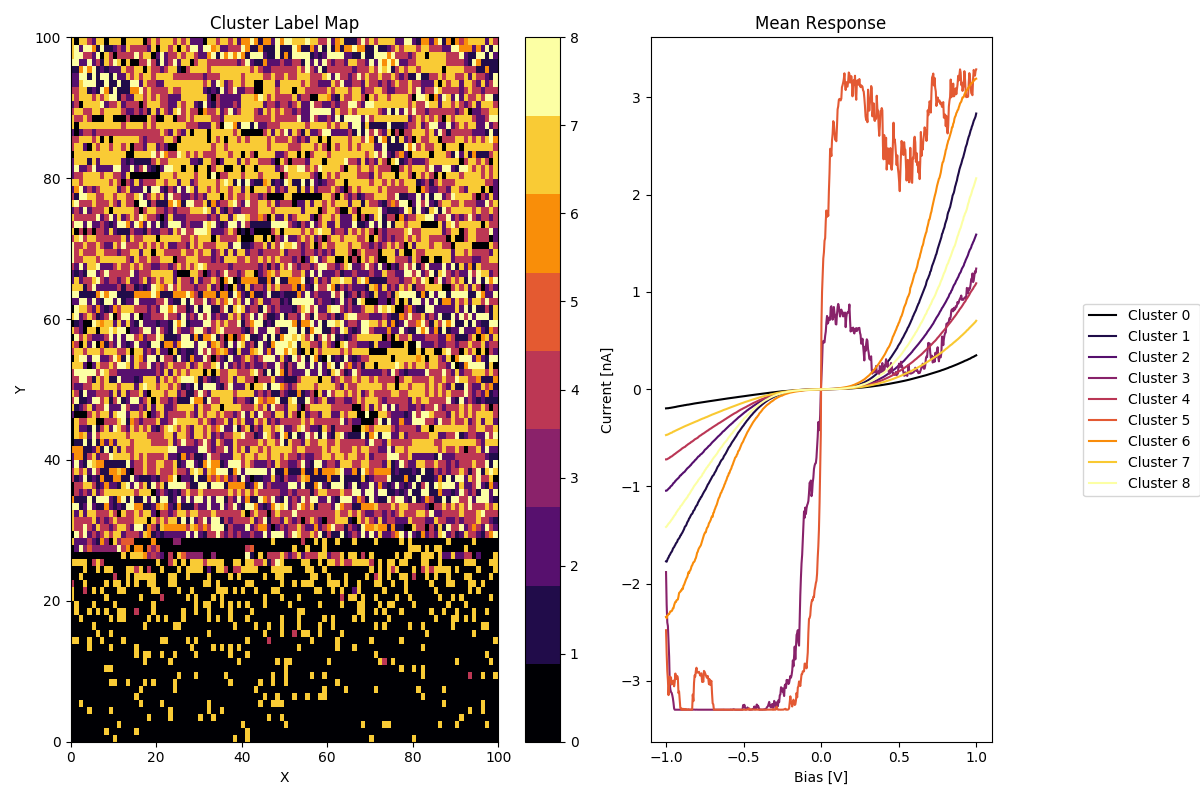 Cluster Label Map
100
80
60
40
20
0
Y
0 20 40 60 80 100
X
8
7
6
5
4
3
2
1
0
Mean Response
3
2
1
0
−1
−2
−3
Current [nA]
−1.0 −0.5 0.0 0.5 1.0
Bias [V]
Cluster 0
Cluster 1
Cluster 2
Cluster 3
Cluster 4
Cluster 5
Cluster 6
Cluster 7
Cluster 8